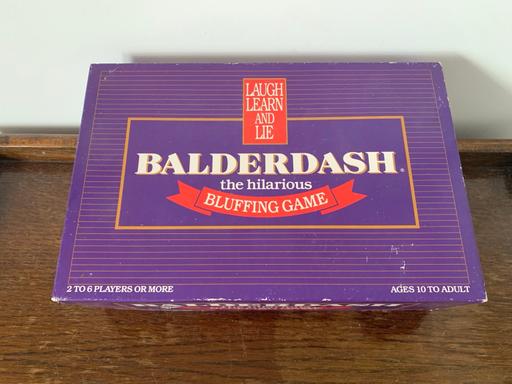 LAUGH
LEARN
AND
LIE
BALDERDASH®
the hilarious
BLUFFING GAME
2 TO 6 PLAYERS OR MORE
AGES 10 TO ADULT